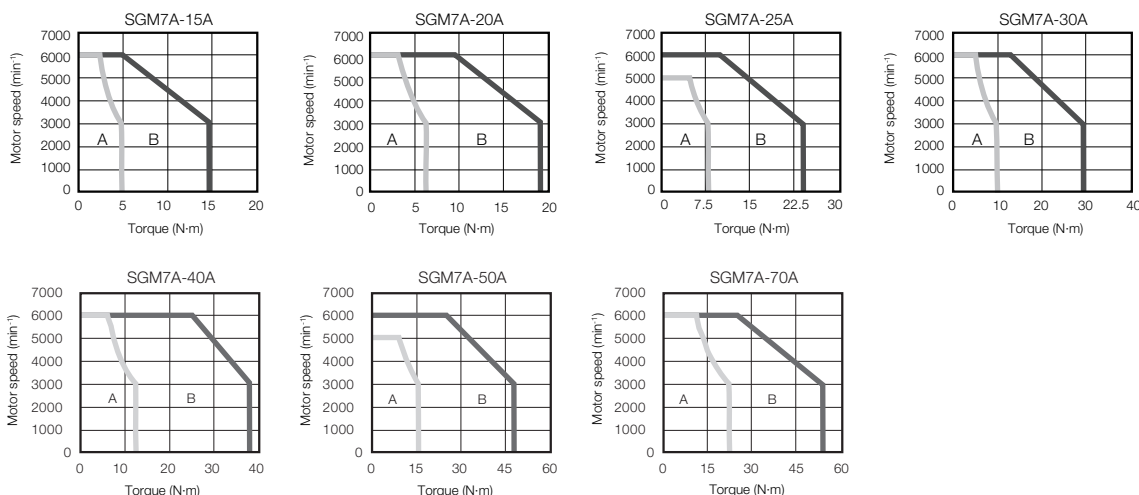 SGM7A-15A
Motor speed (min⁻¹)
7000
6000
5000
4000
3000
2000
1000
0
A
B
0 5 10 15 20
Torque (N·m)
SGM7A-20A
Motor speed (min⁻¹)
7000
6000
5000
4000
3000
2000
1000
0
A
B
0 5 10 15 20
Torque (N·m)
SGM7A-25A
Motor speed (min⁻¹)
7000
6000
5000
4000
3000
2000
1000
0
A
B
0 7.5 15 22.5 30
Torque (N·m)
SGM7A-30A
Motor speed (min⁻¹)
7000
6000
5000
4000
3000
2000
1000
0
A
B
0 10 20 30 40
Torque (N·m)
SGM7A-40A
Motor speed (min⁻¹)
7000
6000
5000
4000
3000
2000
1000
0
A
B
0 10 20 30 40
Torque (N·m)
SGM7A-50A
Motor speed (min⁻¹)
7000
6000
5000
4000
3000
2000
1000
0
A
B
0 15 30 45 60
Torque (N·m)
SGM7A-70A
Motor speed (min⁻¹)
7000
6000
5000
4000
3000
2000
1000
0
A
B
0 15 30 45 60
Torque (N·m)